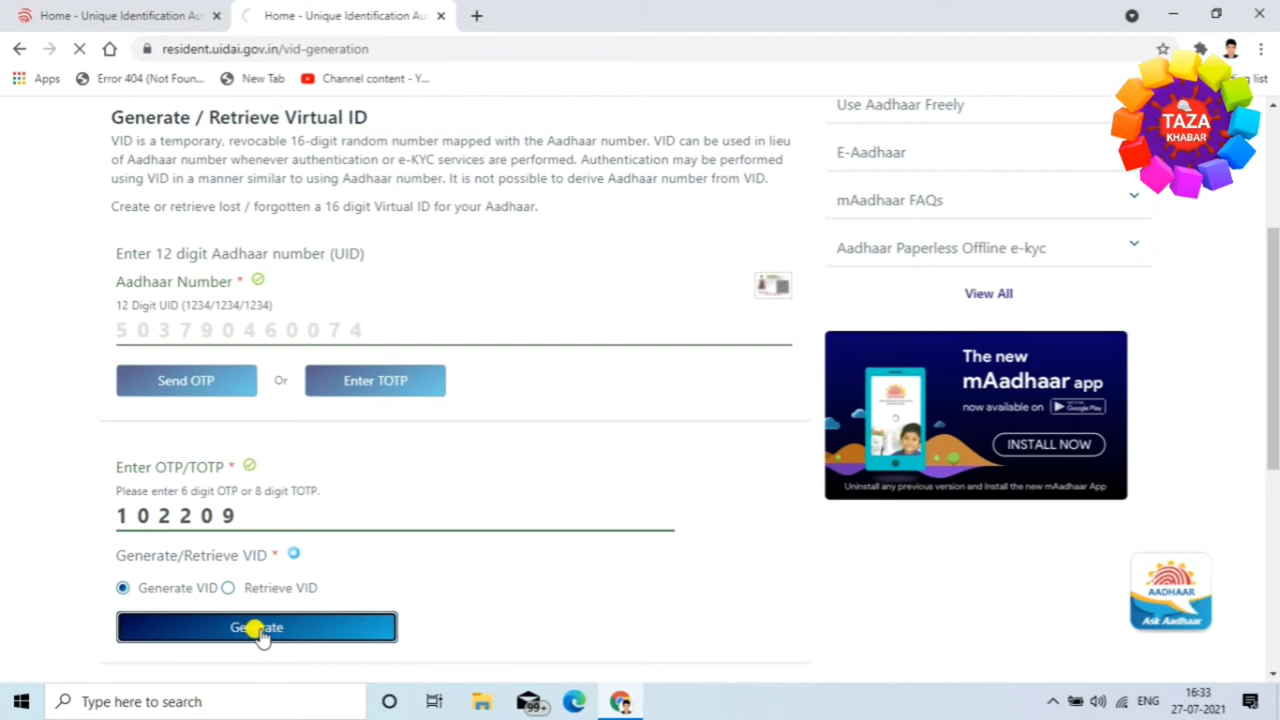 Home - Unique Identification Au
Home - Unique Identification Au
resident.uidai.gov.in/vid-generation
Apps
Error 404 (Not Foun...
New Tab
Channel content - Y...
TAZA
KHABAR
Generate / Retrieve Virtual ID
VID is a temporary, revocable 16-digit random number mapped with the Aadhaar number. VID can be used in lieu
of Aadhaar number whenever authentication or e-KYC services are performed. Authentication may be performed
using VID in a manner similar to using Aadhaar number. It is not possible to derive Aadhaar number from VID.
Create or retrieve lost / forgotten a 16 digit Virtual ID for your Aadhaar.
Enter 12 digit Aadhaar number (UID)
Aadhaar Number *
12 Digit UID (1234/1234/1234)
5 0 3 7 9 0 4 6 0 0 7 4
Send OTP
Or
Enter TOTP
Enter OTP/TOTP *
Please enter 6 digit OTP or 8 digit TOTP.
1 0 2 2 0 9
Generate/Retrieve VID *
Generate VID
Retrieve VID
Generate
Use Aadhaar Freely
E-Aadhaar
mAadhaar FAQs
Aadhaar Paperless Offline e-kyc
View All
The new
mAadhaar app
now available on
Google Play
INSTALL NOW
Uninstall any previous version and Install the new mAadhaar App
AADHAAR
Ask Aadhaar
Type here to search
99+
ENG
16:33
27-07-2021